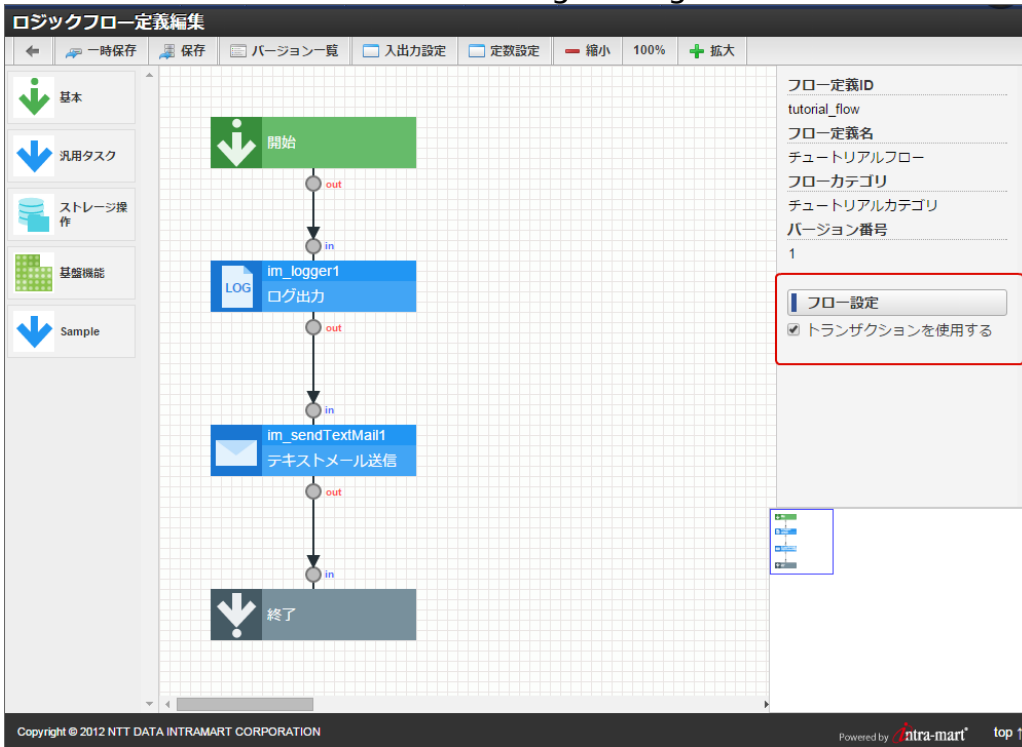 ロジックフロー定義編集
一時保存 保存 バージョン一覧 入出力設定 定数設定 縮小 100% 拡大
基本
汎用タスク
ストレージ操
作
基盤機能
Sample
開始
out
in
im_logger1
LOG
ログ出力
out
in
im_sendTextMail1
テキストメール送信
out
in
終了
フロー定義ID
tutorial_flow
フロー定義名
チュートリアルフロー
フローカテゴリ
チュートリアルカテゴリ
バージョン番号
1
フロー設定
トランザクションを使用する
Copyright © 2012 NTT DATA INTRAMART CORPORATION
Powered by intra-mart top ↑